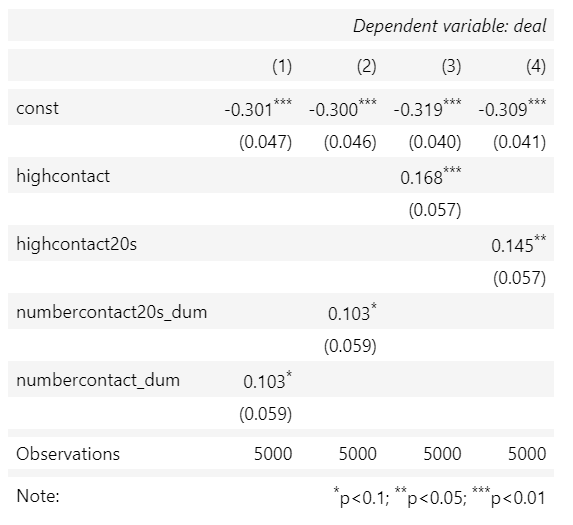 Dependent variable: deal
(1) (2) (3) (4)
const -0.301*** -0.300*** -0.319*** -0.309***
(0.047) (0.046) (0.040) (0.041)
highcontact 0.168***
(0.057)
highcontact20s 0.145**
(0.057)
numbercontact20s_dum 0.103*
(0.059)
numbercontact_dum 0.103*
(0.059)
Observations 5000 5000 5000 5000
Note: *p<0.1; **p<0.05; ***p<0.01